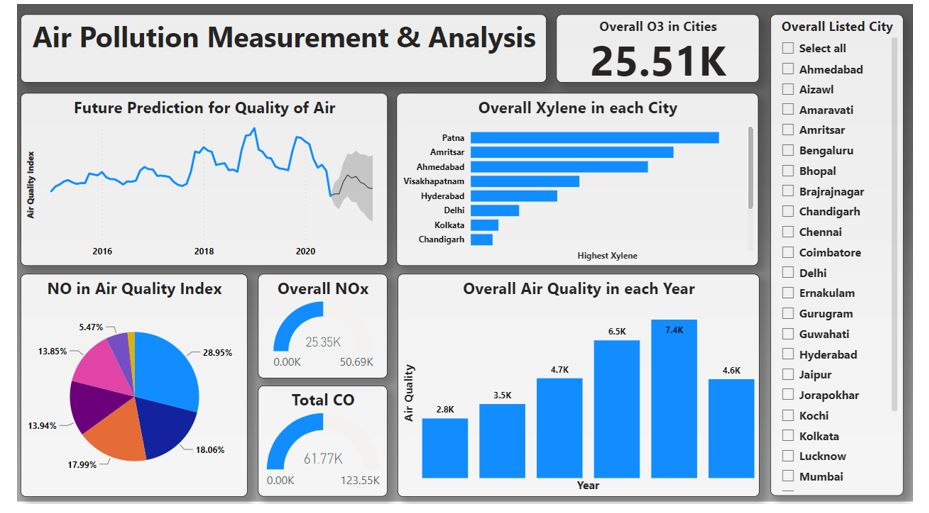 Air Pollution Measurement & Analysis
Overall O3 in Cities
25.51K
Future Prediction for Quality of Air
Air Quality Index
2016
2018
2020
Overall Xylene in each City
Patna
Amritsar
Ahmedabad
Visakhapatnam
Hyderabad
Delhi
Kolkata
Chandigarh
Highest Xylene
NO in Air Quality Index
5.47%
13.85%
28.95%
13.94%
18.06%
17.99%
Overall NOx
25.35K
0.00K
50.69K
Total CO
61.77K
0.00K
123.55K
Overall Air Quality in each Year
Air Quality
2.8K
3.5K
4.7K
6.5K
7.4K
4.6K
Year
Overall Listed City
Select all
Ahmedabad
Aizawl
Amaravati
Amritsar
Bengaluru
Bhopal
Brajrajnagar
Chandigarh
Chennai
Coimbatore
Delhi
Ernakulam
Gurugram
Guwahati
Hyderabad
Jaipur
Jorapokhar
Kochi
Kolkata
Lucknow
Mumbai